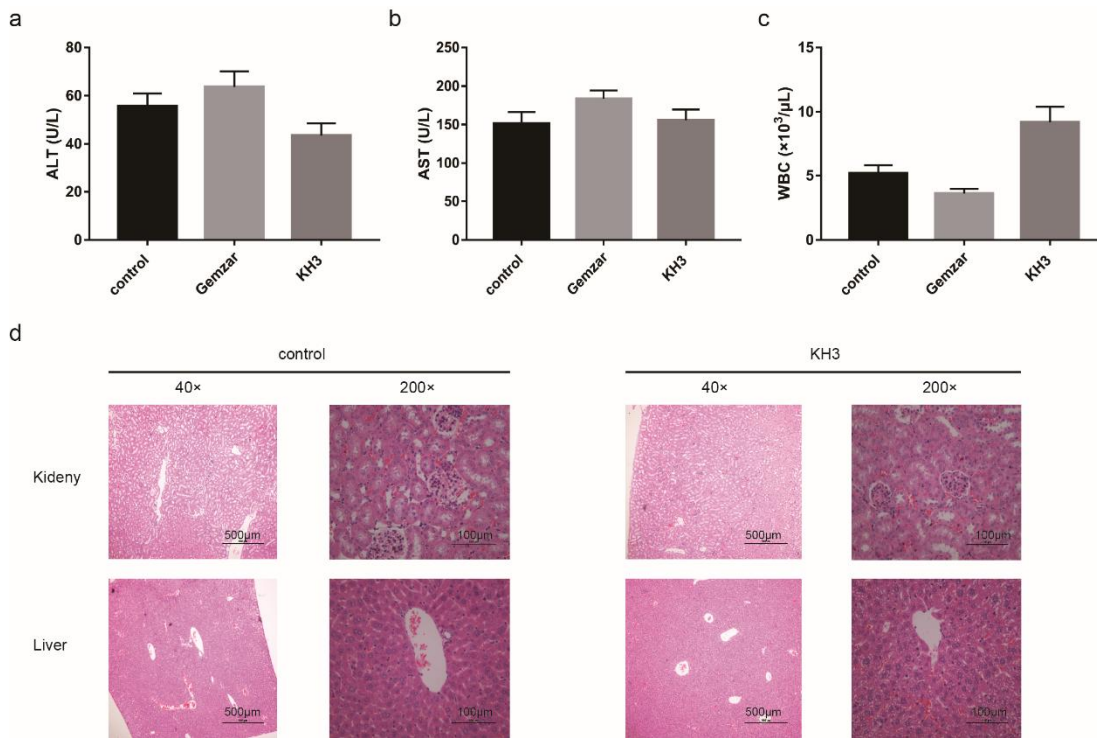 a
b
c
80
60
40
20
0
ALT (U/L)
control
Gemzar
KH3
250
200
150
100
50
0
AST (U/L)
control
Gemzar
KH3
15
10
5
0
WBC (×10³/μL)
control
Gemzar
KH3
d
control
KH3
40×
200×
40×
200×
Kideny
500μm
100μm
500μm
100μm
Liver
500μm
100μm
500μm
100μm